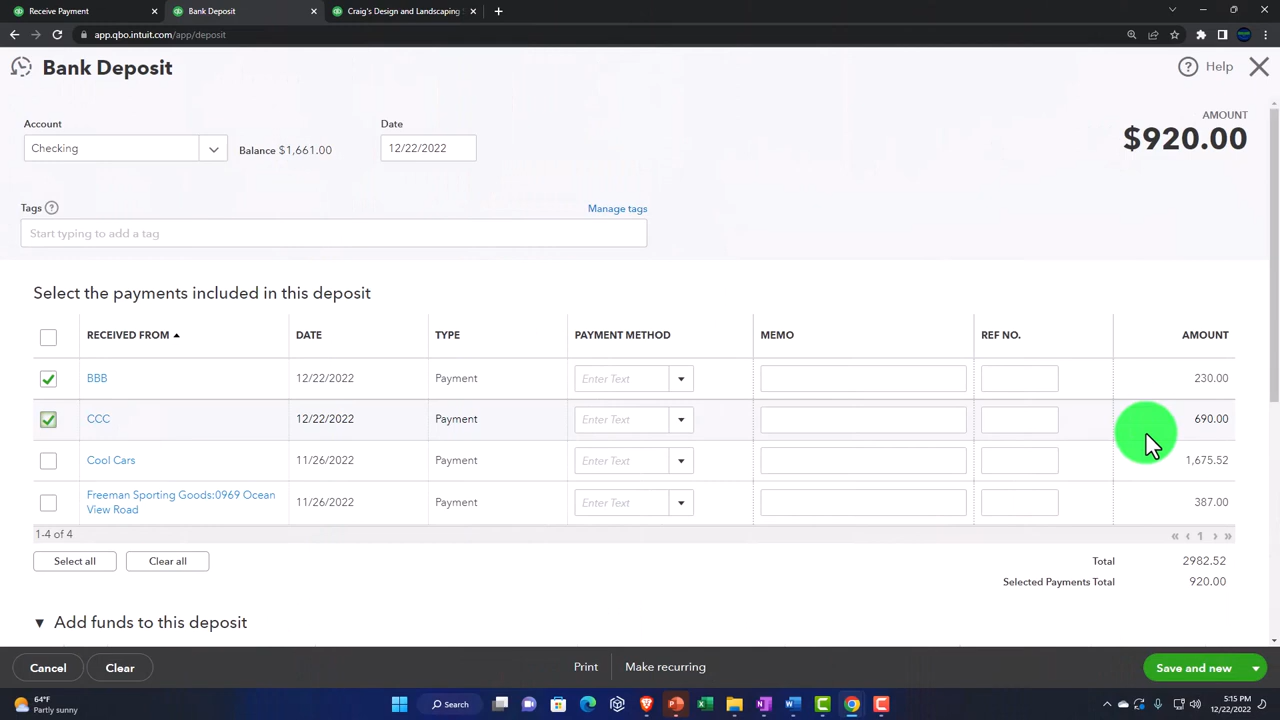 Receive Payment
Bank Deposit
Craig's Design and Landscaping S
app.qbo.intuit.com/app/deposit
Bank Deposit
Help
Account
Date
AMOUNT
Checking
Balance $1,661.00
12/22/2022
$920.00
Tags
Manage tags
Start typing to add a tag
Select the payments included in this deposit
RECEIVED FROM DATE TYPE PAYMENT METHOD MEMO REF NO. AMOUNT
BBB 12/22/2022 Payment Enter Text 230.00
CCC 12/22/2022 Payment Enter Text 690.00
Cool Cars 11/26/2022 Payment Enter Text 1,675.52
Freeman Sporting Goods:0969 Ocean
View Road 11/26/2022 Payment Enter Text 387.00
1-4 of 4
« ‹ 1 › »
Select all
Clear all
Total 2982.52
Selected Payments Total 920.00
Add funds to this deposit
Cancel
Clear
Print
Make recurring
Save and new
64°F
Partly sunny
Search
5:15 PM
12/22/2022